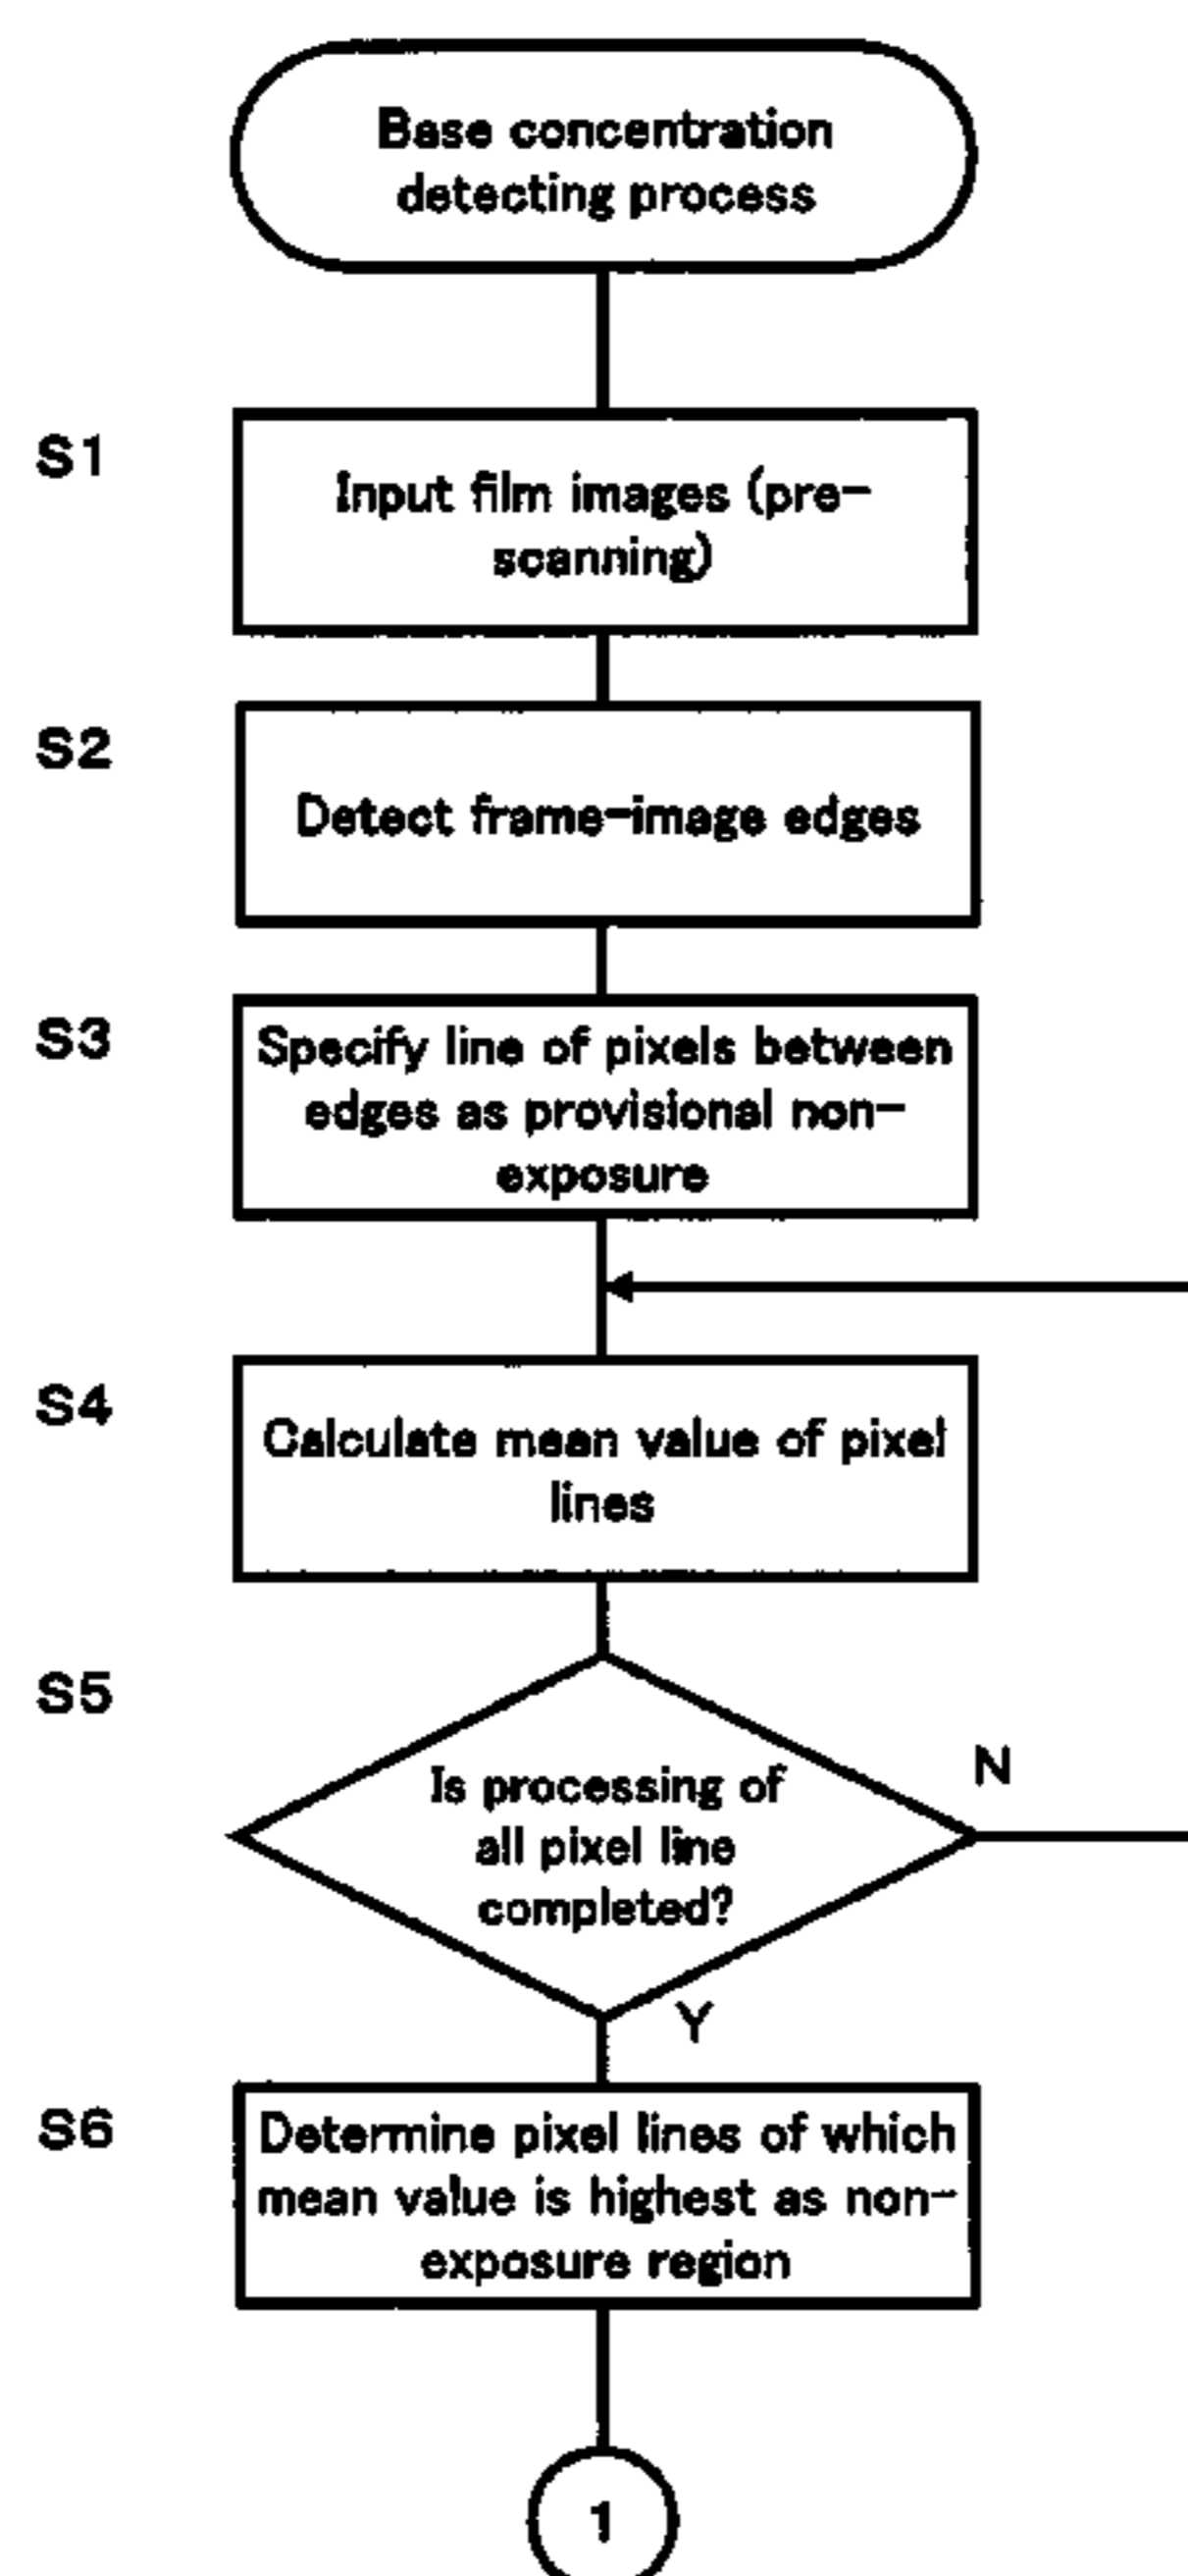 Base concentration
detecting process
S1
Input film images (pre-
scanning)
S2
Detect frame-image edges
S3
Specify line of pixels between
edges as provisional non-
exposure
S4
Calculate mean value of pixel
lines
S5
Is processing of
all pixel line
completed?
N
Y
S6
Determine pixel lines of which
mean value is highest as non-
exposure region
1